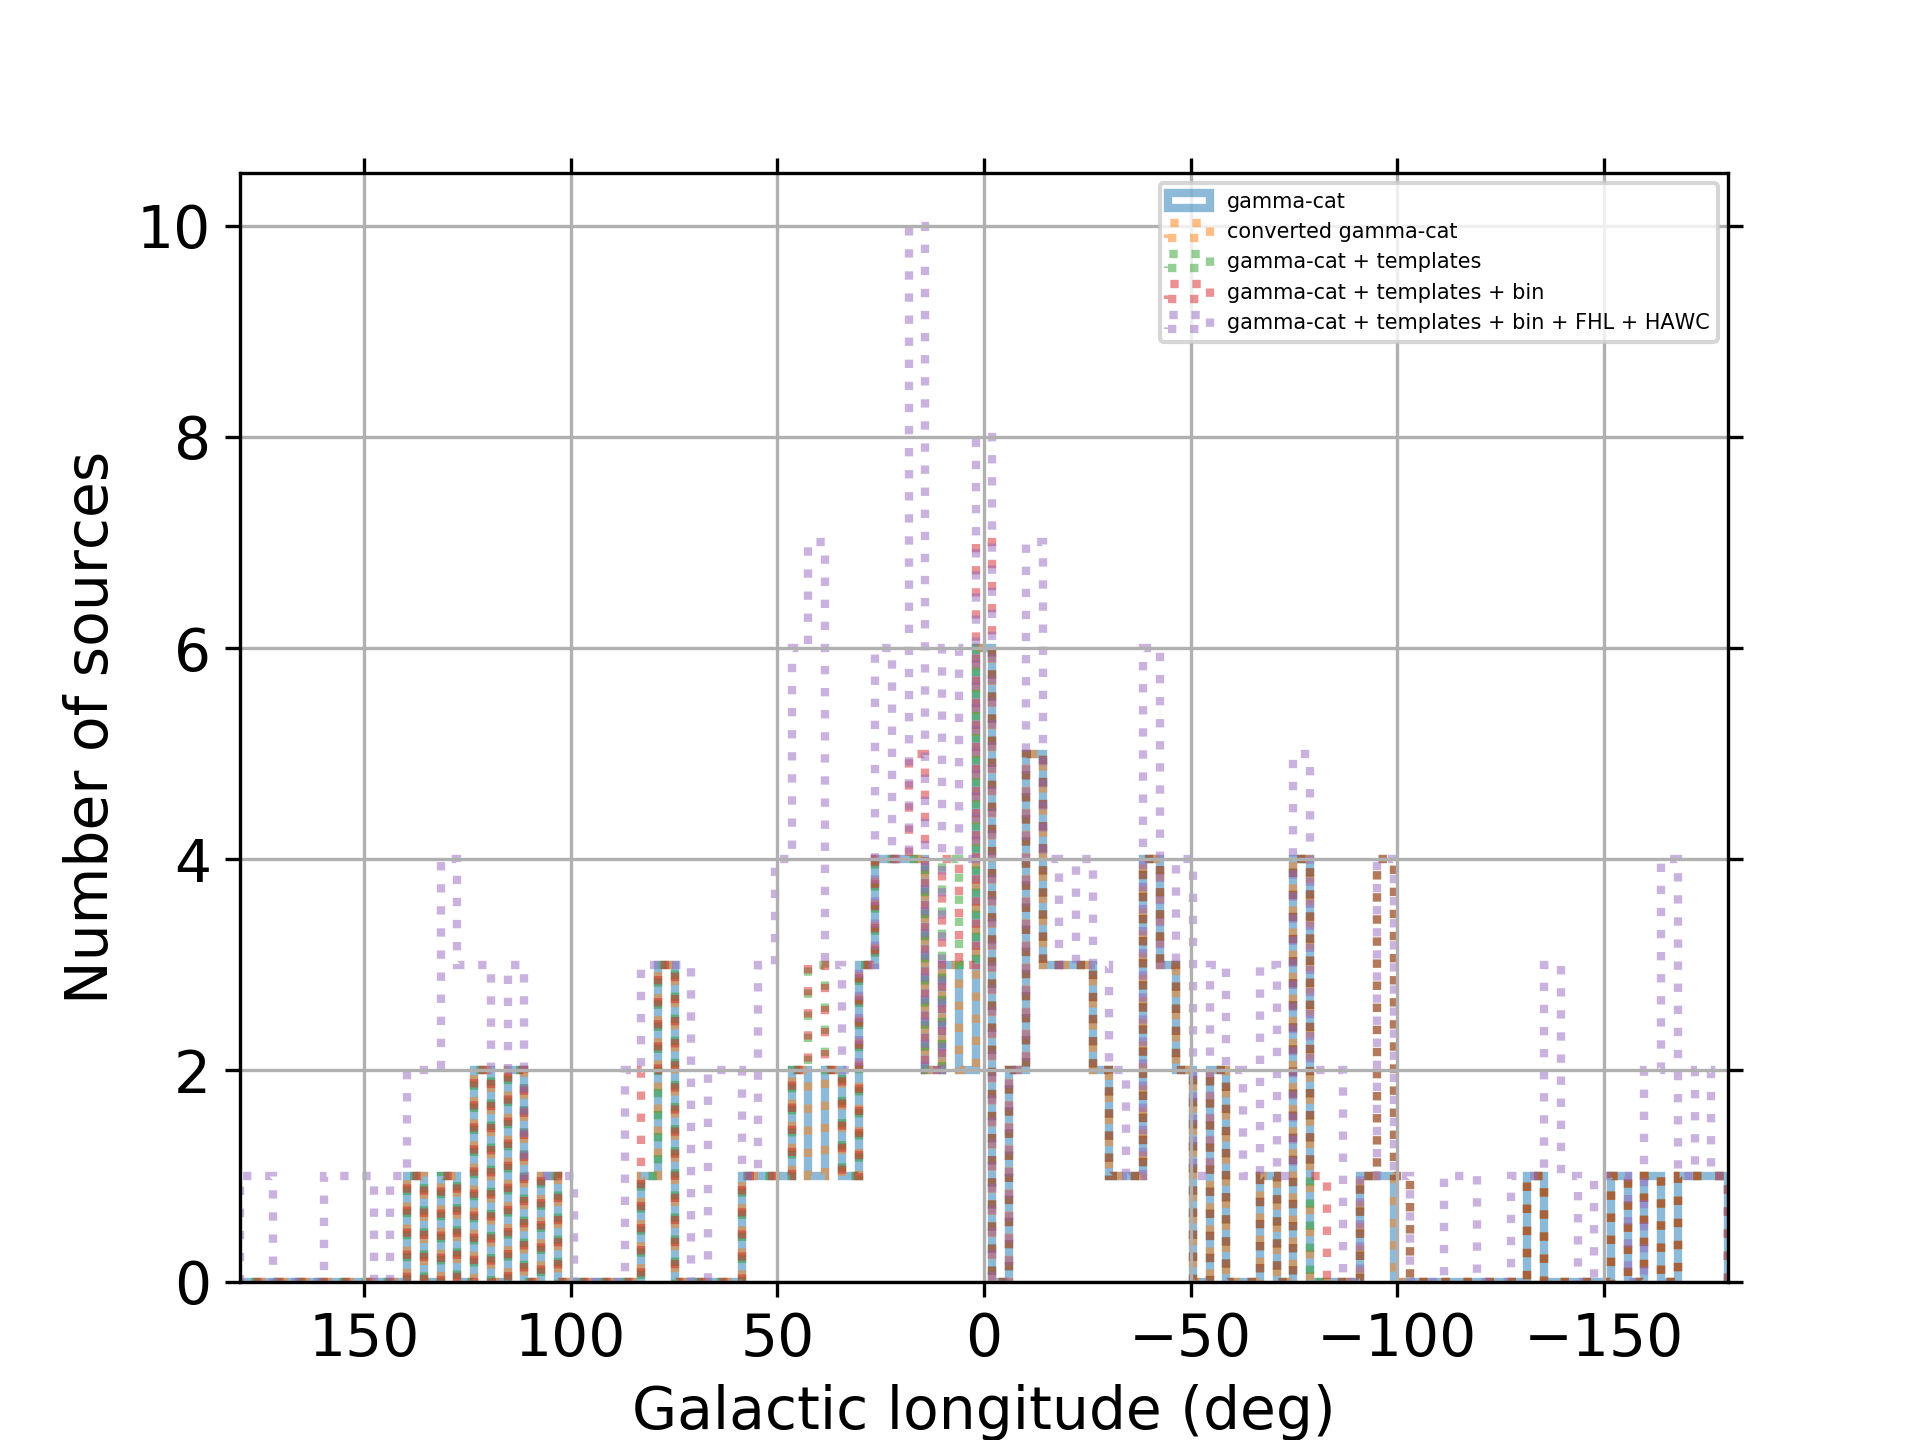 gamma-cat
converted gamma-cat
gamma-cat + templates
gamma-cat + templates + bin
gamma-cat + templates + bin + FHL + HAWC
10
8
6
4
2
0
Number of sources
150 100 50 0 −50 −100 −150
Galactic longitude (deg)